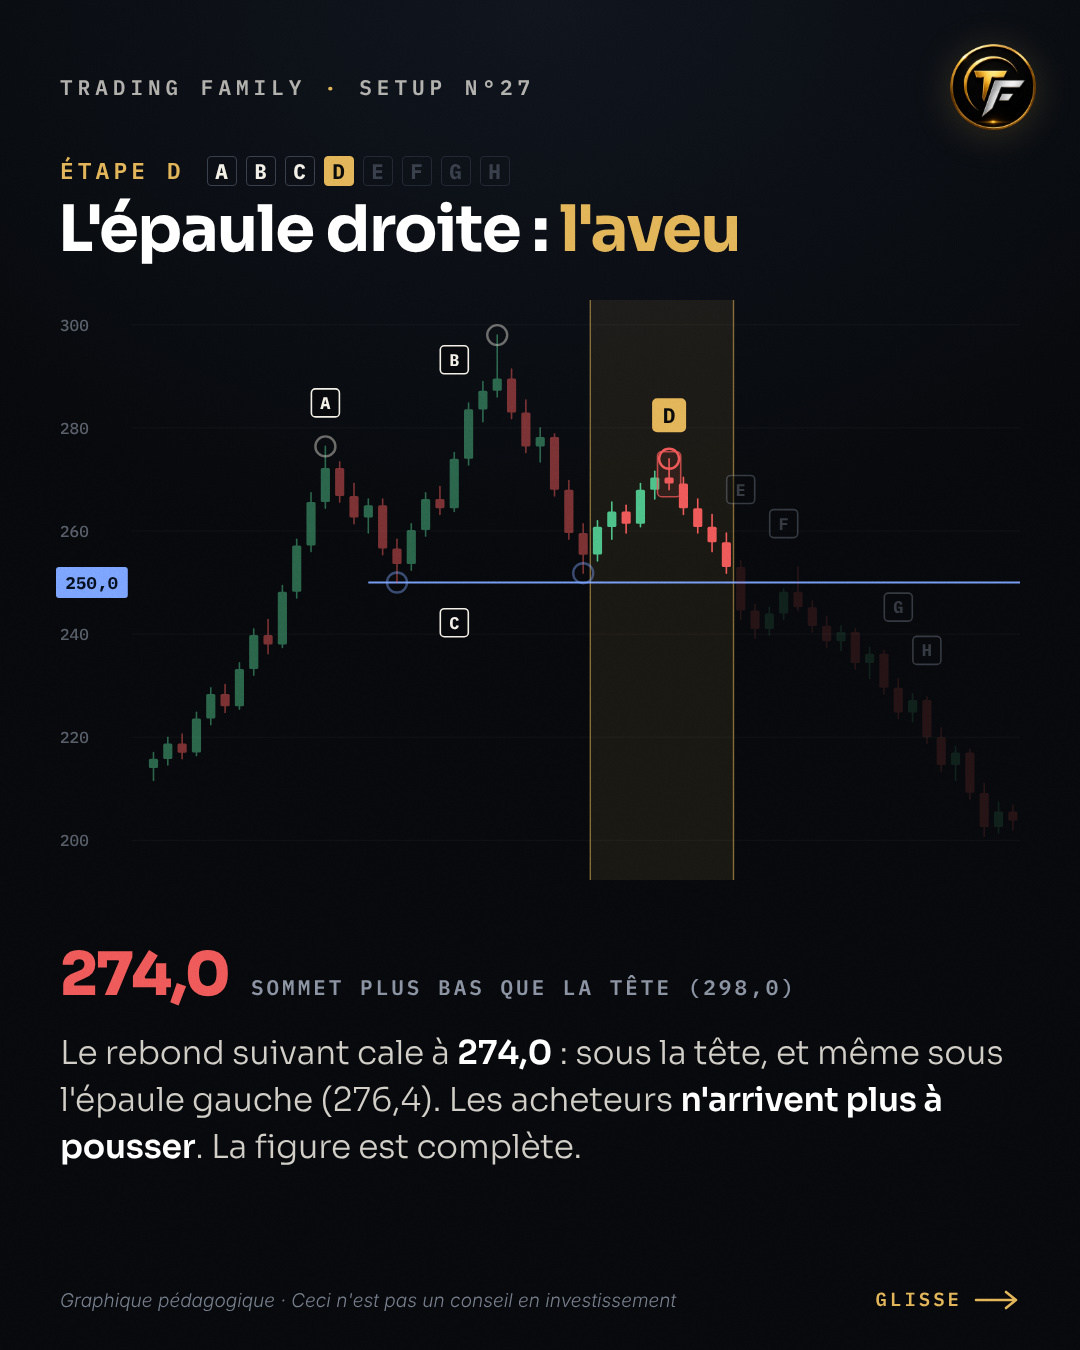 TRADING FAMILY · SETUP N°27
TF
ÉTAPE D A B C D E F G H
L'épaule droite : l'aveu
300
B
A
280
D
E
F
260
250,0
G
C
240
H
220
200
274,0 SOMMET PLUS BAS QUE LA TÊTE (298,0)
Le rebond suivant cale à 274,0 : sous la tête, et même sous
l'épaule gauche (276,4). Les acheteurs n'arrivent plus à
pousser. La figure est complète.
Graphique pédagogique · Ceci n'est pas un conseil en investissement
GLISSE →